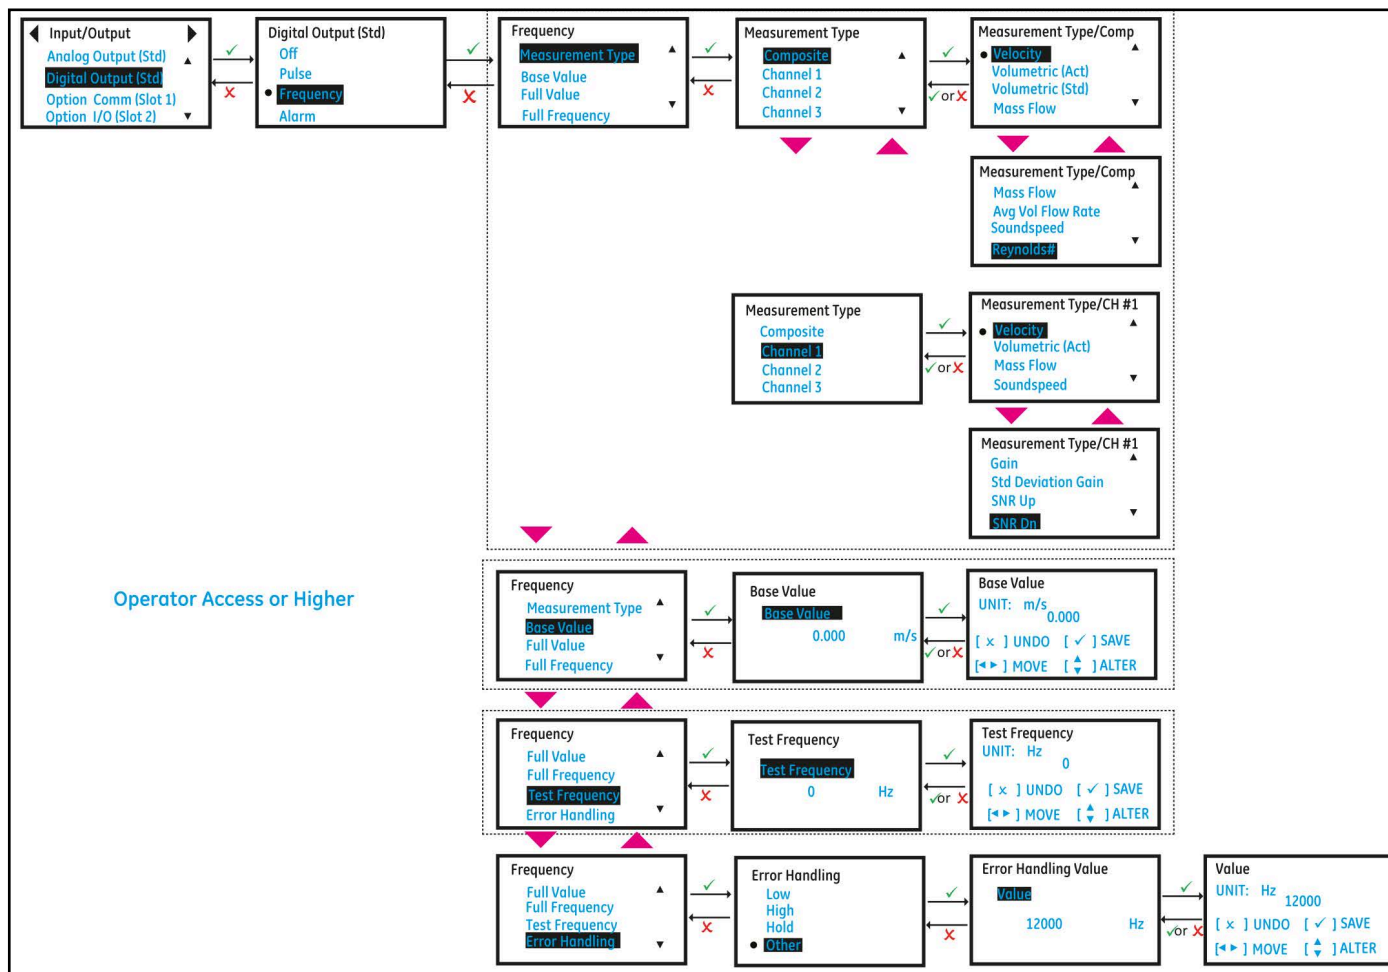 Input/Output
Analog Output (Std)
Digital Output (Std)
Option Comm (Slot 1)
Option I/O (Slot 2)
Digital Output (Std)
Off
Pulse
Frequency
Alarm
Frequency
Measurement Type
Base Value
Full Value
Full Frequency
Measurement Type
Composite
Channel 1
Channel 2
Channel 3
✓or X
Measurement Type/Comp
Velocity
Volumetric (Act)
Volumetric (Std)
Mass Flow
Measurement Type/Comp
Mass Flow
Avg Vol Flow Rate
Soundspeed
Reynolds#
Measurement Type
Composite
Channel 1
Channel 2
Channel 3
✓or X
Measurement Type/CH #1
Velocity
Volumetric (Act)
Mass Flow
Soundspeed
Measurement Type/CH #1
Gain
Std Deviation Gain
SNR Up
SNR Dn
Operator Access or Higher
Frequency
Measurement Type
Base Value
Full Value
Full Frequency
Base Value
Base Value
0.000 m/s
✓or X
Base Value
UNIT: m/s
0.000
[ x ] UNDO [ ✓ ] SAVE
[◄ ►] MOVE [▲▼] ALTER
Frequency
Full Value
Full Frequency
Test Frequency
Error Handling
Test Frequency
Test Frequency
0 Hz
✓or X
Test Frequency
UNIT: Hz
0
[ x ] UNDO [ ✓ ] SAVE
[◄ ►] MOVE [▲▼] ALTER
Frequency
Full Value
Full Frequency
Test Frequency
Error Handling
Error Handling
Low
High
Hold
Other
Error Handling Value
Value
12000 Hz
✓or X
Value
UNIT: Hz
12000
[ x ] UNDO [ ✓ ] SAVE
[◄ ►] MOVE [▲▼] ALTER